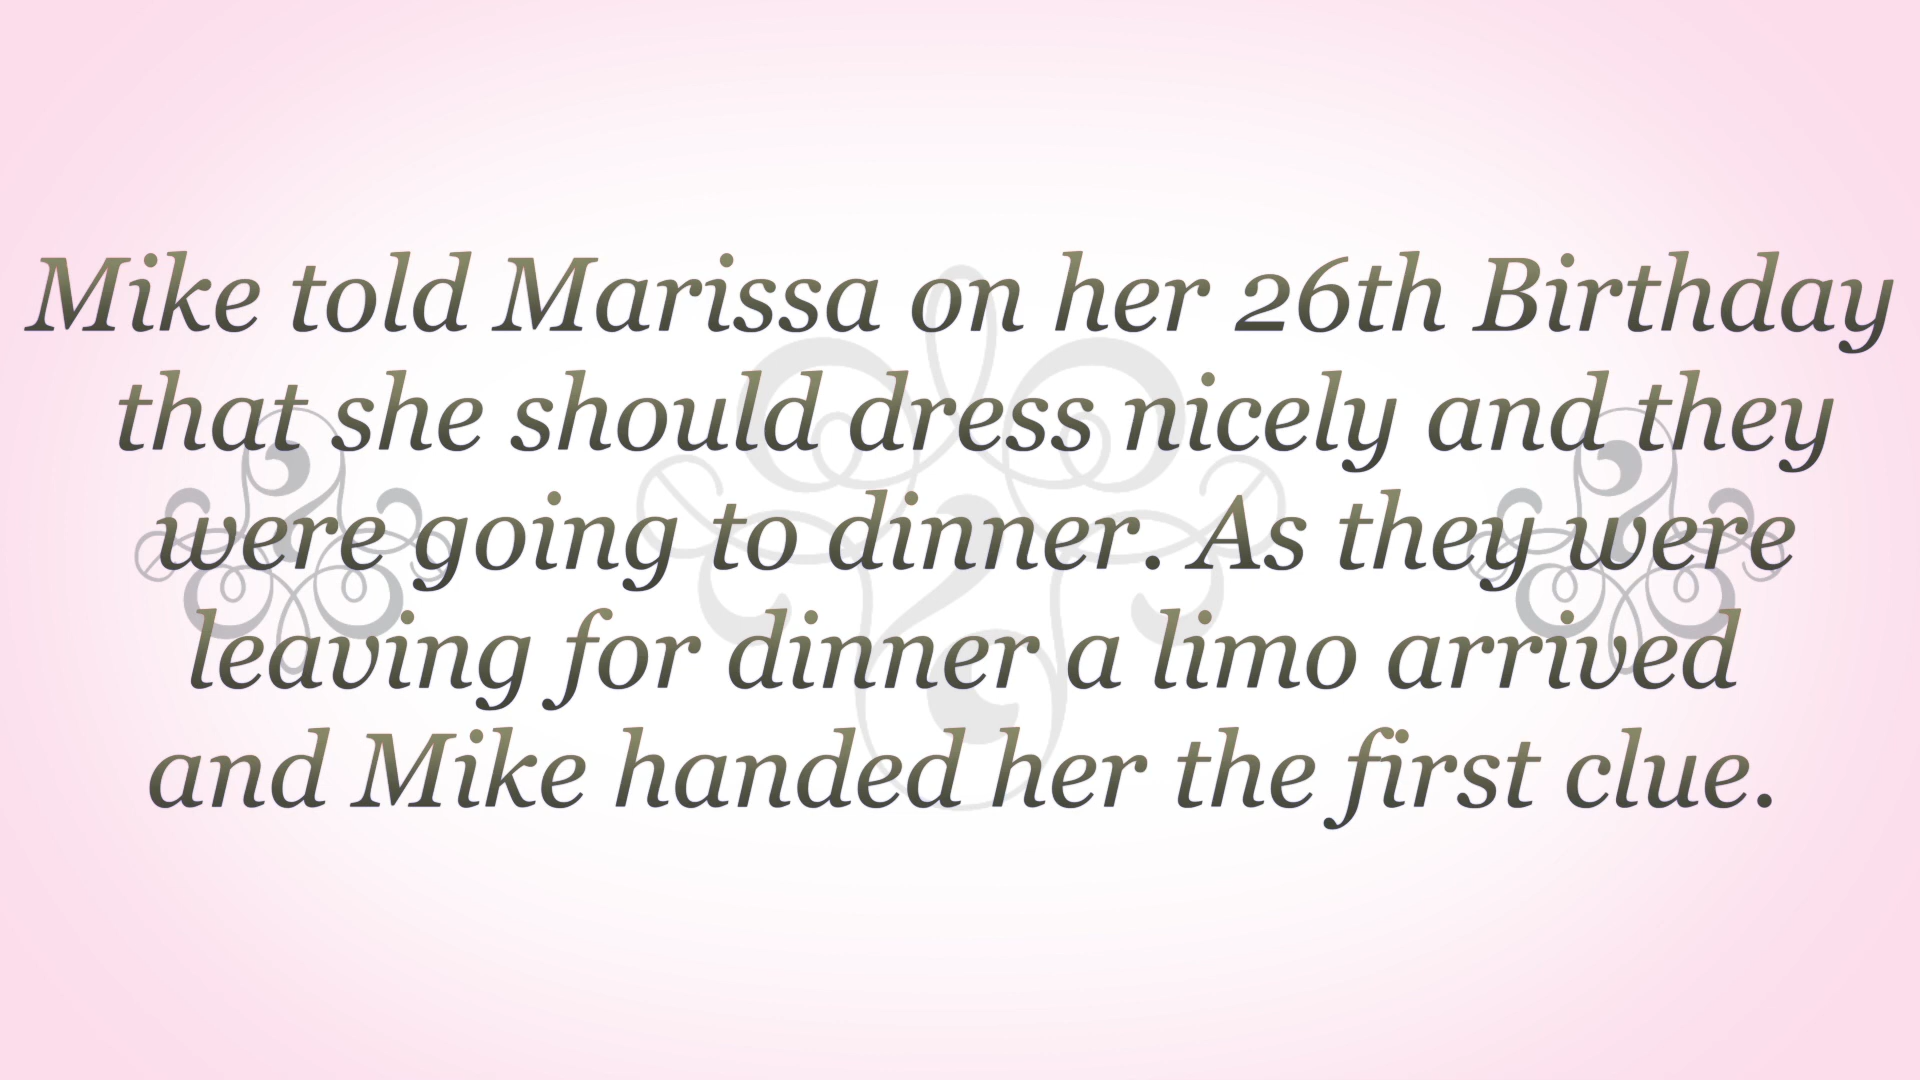 Mike told Marissa on her 26th Birthday
that she should dress nicely and they
were going to dinner. As they were
leaving for dinner a limo arrived
and Mike handed her the first clue.